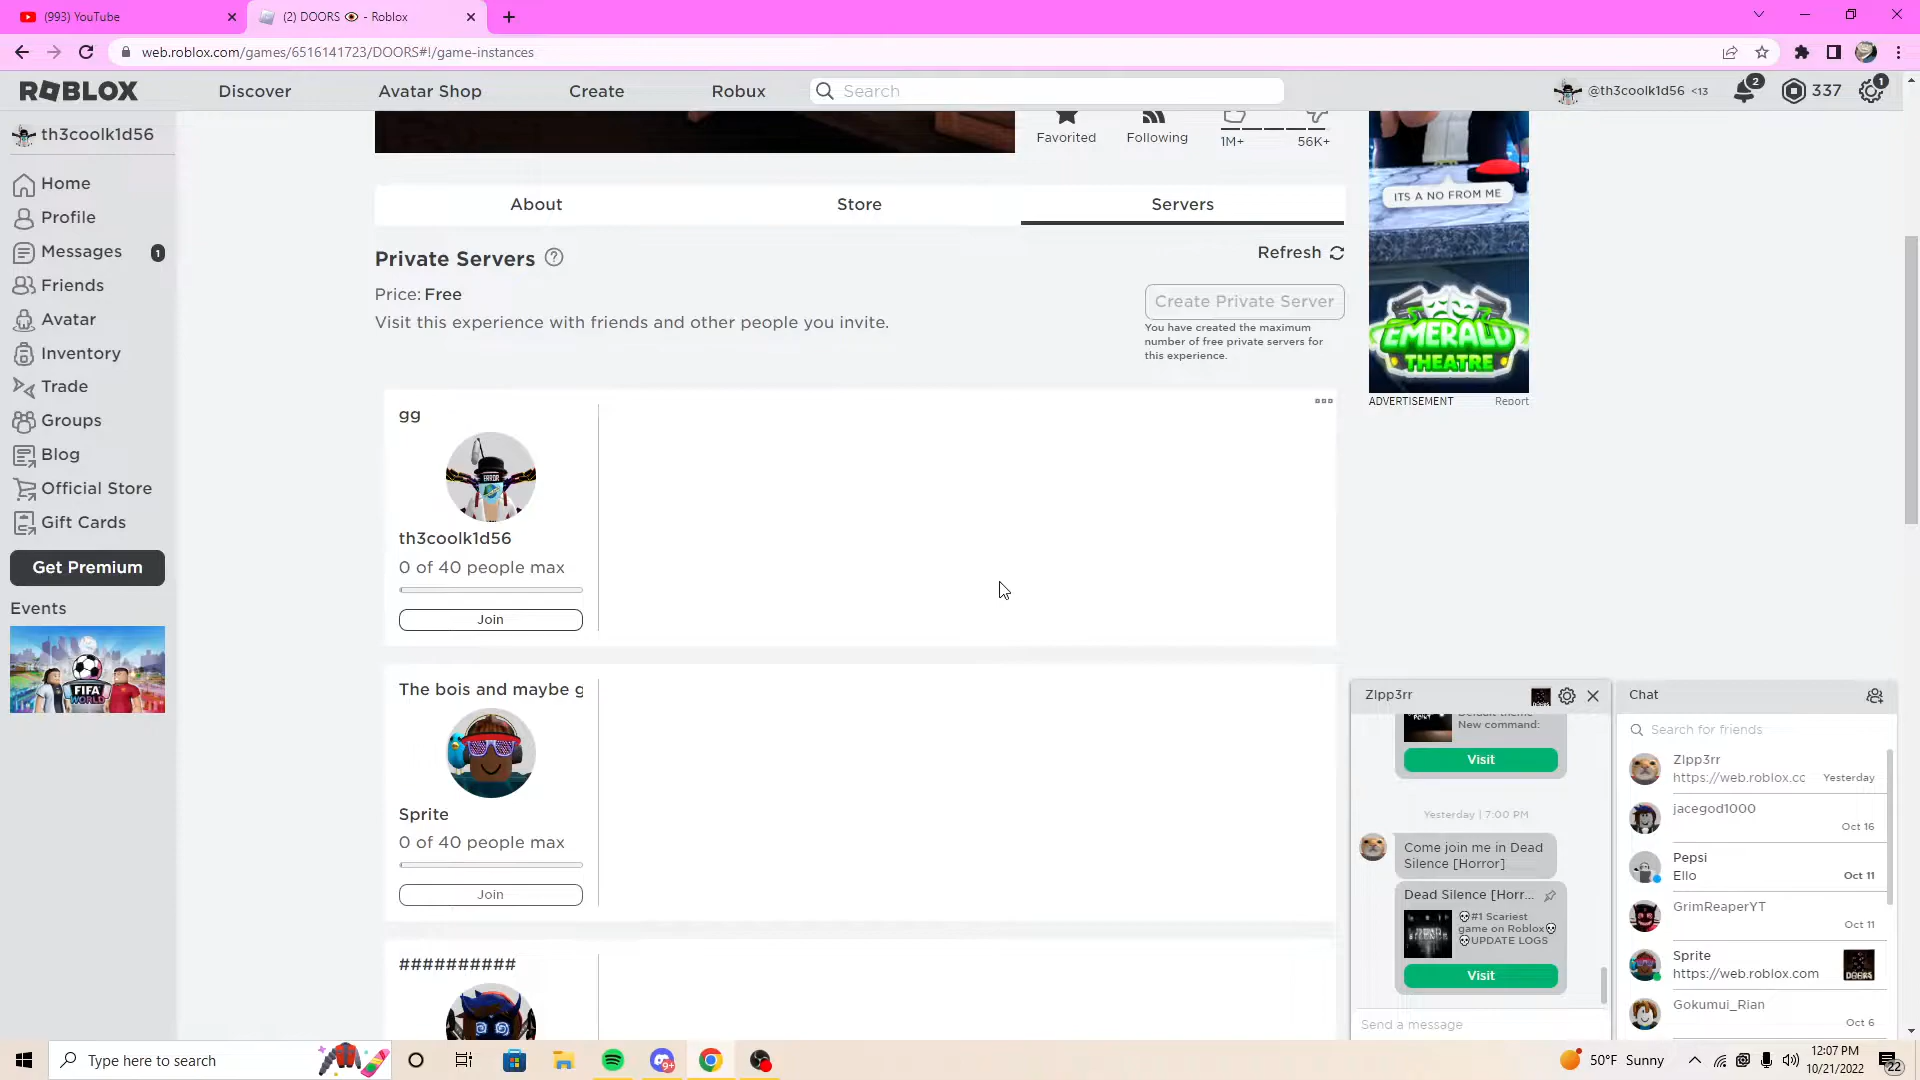 (993) YouTube
(2) DOORS 👁 - Roblox
web.roblox.com/games/6516141723/DOORS#!/game-instances
ROBLOX
Discover
Avatar Shop
Create
Robux
Search
@th3coolk1d56 <13
2
337
1
th3coolk1d56
Home
Profile
Messages
1
Friends
Avatar
Inventory
Trade
Groups
Blog
Official Store
Gift Cards
Get Premium
Events
FIFA
WORLD
Favorited
Following
1M+
56K+
About
Store
Servers
Private Servers
Refresh
Price: Free
Visit this experience with friends and other people you invite.
Create Private Server
You have created the maximum
number of free private servers for
this experience.
gg
ERROR
th3coolk1d56
0 of 40 people max
Join
The bois and maybe g
Sprite
0 of 40 people max
Join
##########
ITS A NO FROM ME
EMERALD
THEATRE
ADVERTISEMENT
Report
Zlpp3rr
New command:
Visit
Yesterday | 7:00 PM
Come join me in Dead
Silence [Horror]
Dead Silence [Horr...
💀#1 Scariest
game on Roblox💀
💀UPDATE LOGS
Visit
Send a message
Chat
Search for friends
Zlpp3rr
https://web.roblox.cc
Yesterday
jacegod1000
Oct 16
Pepsi
Ello
Oct 11
GrimReaperYT
Oct 11
Sprite
https://web.roblox.com
DOORS
Gokumui_Rian
Oct 6
Type here to search
9+
50°F Sunny
12:07 PM
10/21/2022
22